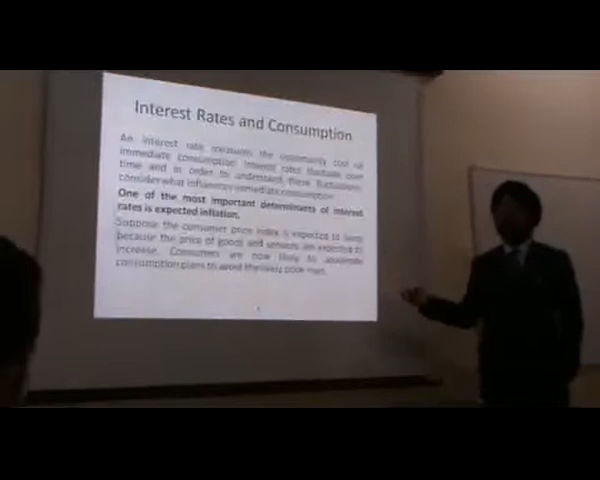 Interest Rates and Consumption
An interest rate measures the opportunity cost of
immediate consumption. Interest rates fluctuate over
time and in order to understand these fluctuations
consider what influences immediate consumption.
One of the most important determinants of interest
rates is expected inflation.
Suppose the consumer price index is expected to
because the price of goods and services are expected to
increase. Consumers are now likely to accelerate
consumption plans to avoid the likely price